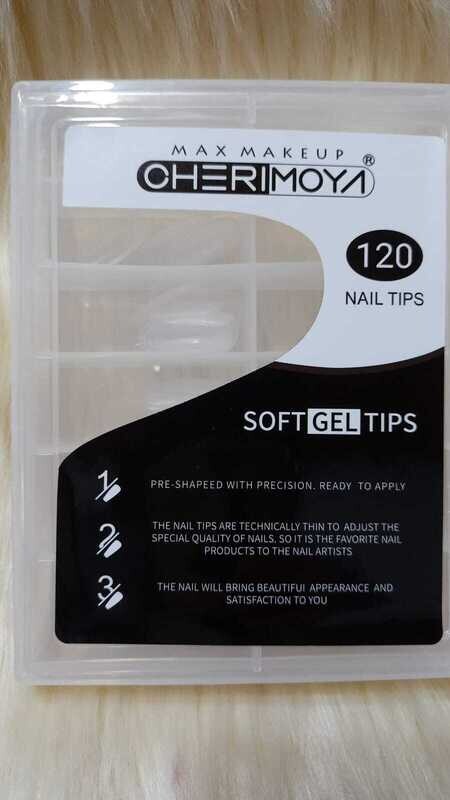 MAX MAKEUP
CHERIMOYA®
120
NAIL TIPS
SOFT GEL TIPS
1 PRE-SHAPEED WITH PRECISION. READY TO APPLY
2 THE NAIL TIPS ARE TECHNICALLY THIN TO ADJUST THE
SPECIAL QUALITY OF NAILS, SO IT IS THE FAVORITE NAIL
PRODUCTS TO THE NAIL ARTISTS
3 THE NAIL WILL BRING BEAUTIFUL APPEARANCE AND
SATISFACTION TO YOU